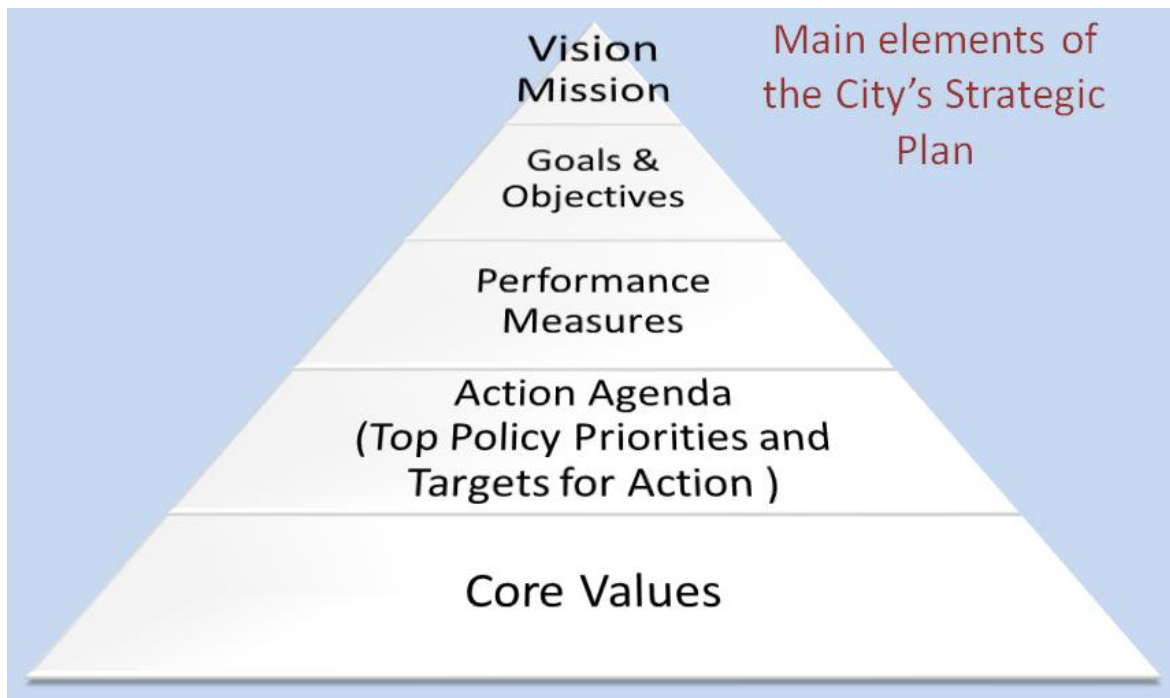 Main elements of
the City's Strategic
Plan
Vision
Mission
Goals &
Objectives
Performance
Measures
Action Agenda
(Top Policy Priorities and
Targets for Action )
Core Values